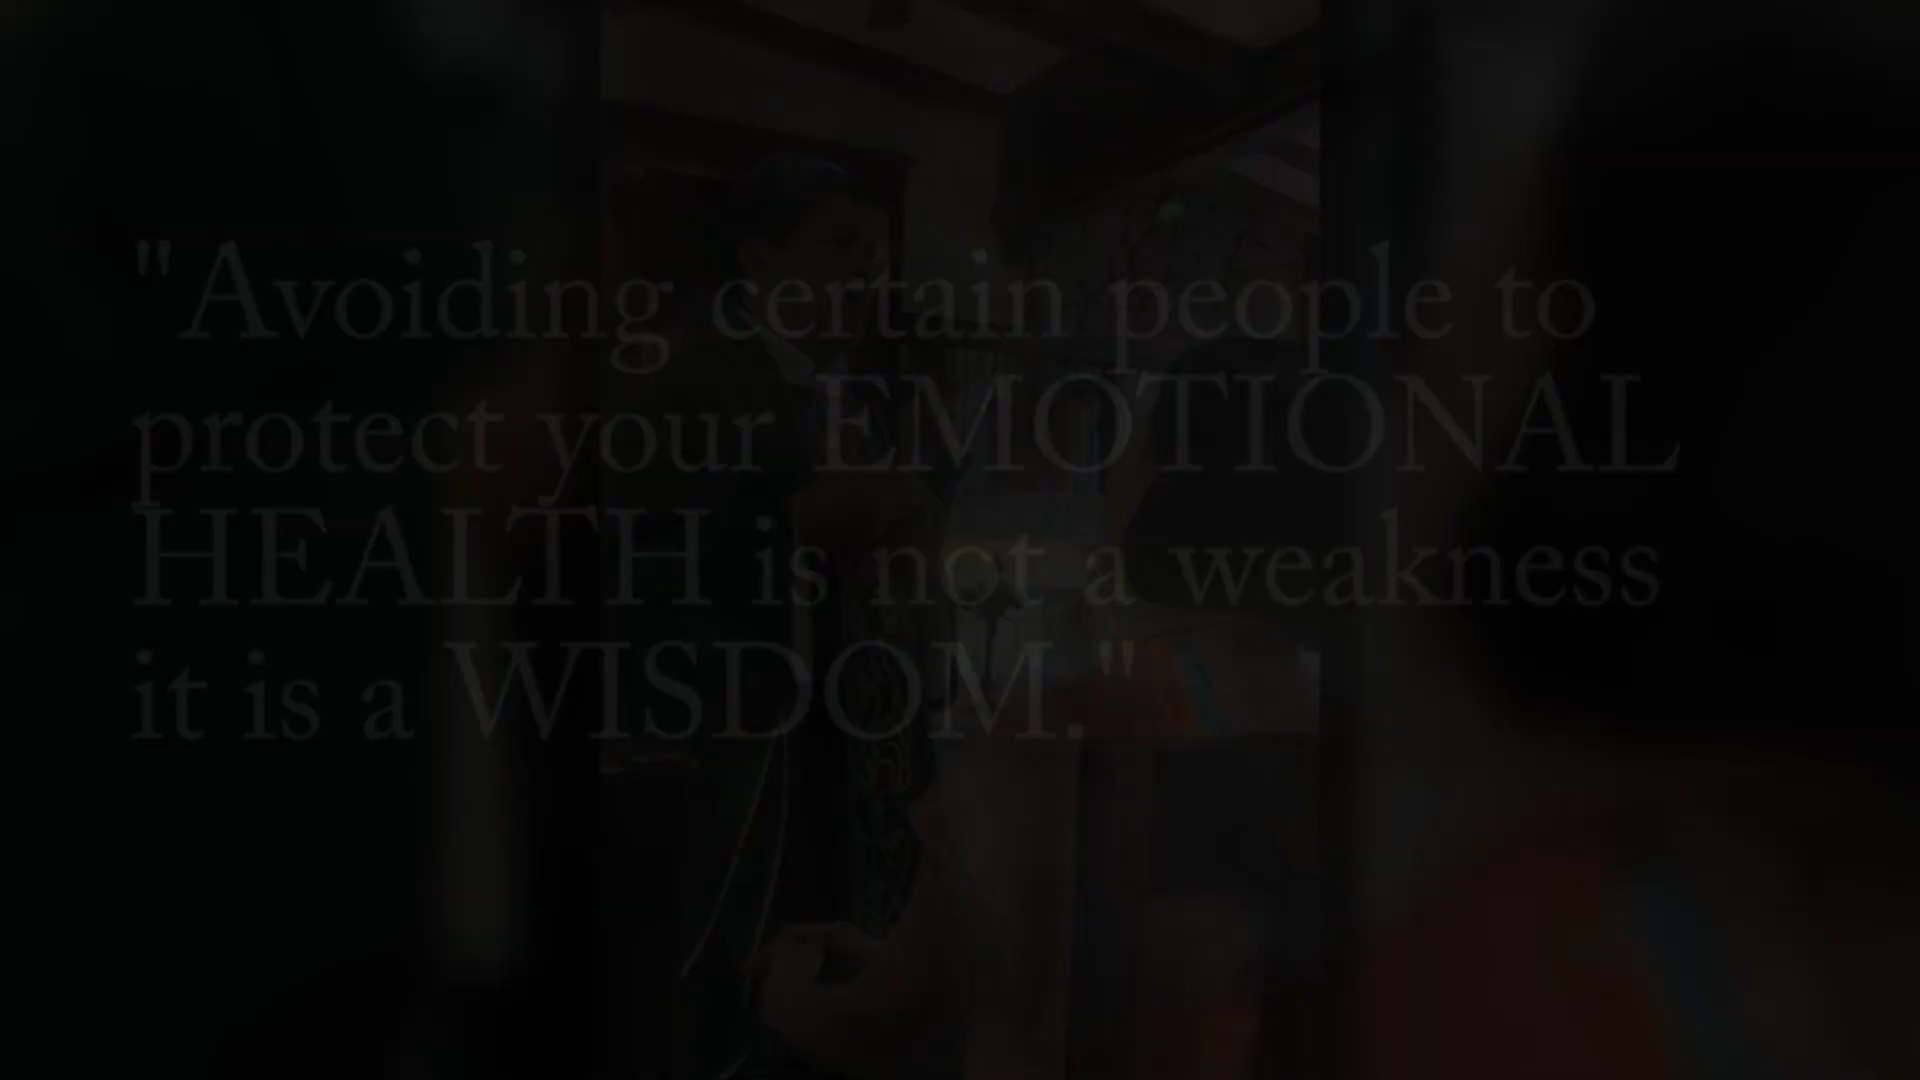 "Avoiding certain people to
protect your EMOTIONAL
HEALTH is not a weakness
it is a WISDOM."